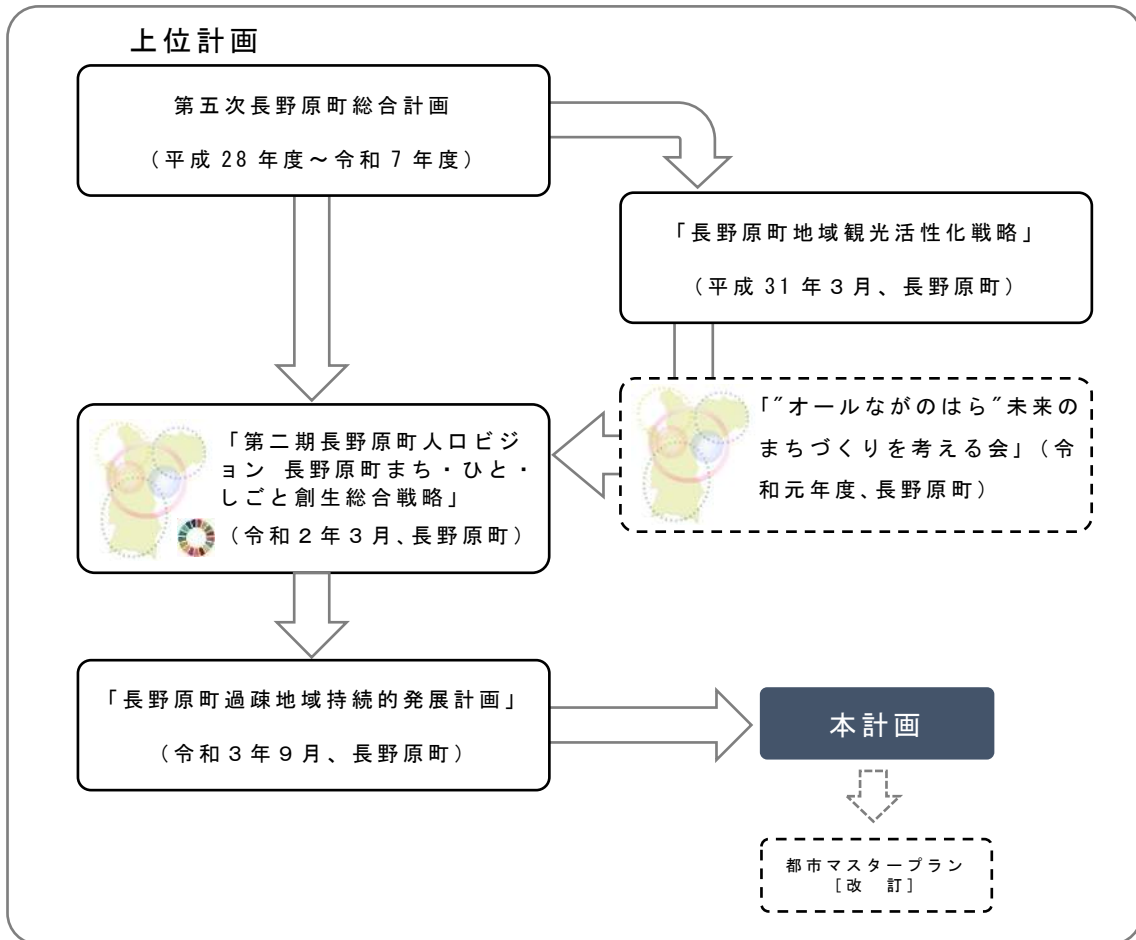 上位計画
第五次長野原町総合計画
（平成28年度～令和7年度）
「長野原町地域観光活性化戦略」
（平成31年３月、長野原町）
「″オールながのはら″未来の
まちづくりを考える会」（令
和元年度、長野原町）
「第二期長野原町人口ビジ
ョン 長野原町まち・ひと・
しごと創生総合戦略」
（令和２年３月、長野原町）
「長野原町過疎地域持続的発展計画」
（令和３年９月、長野原町）
本計画
都市マスタープラン
［改　訂］